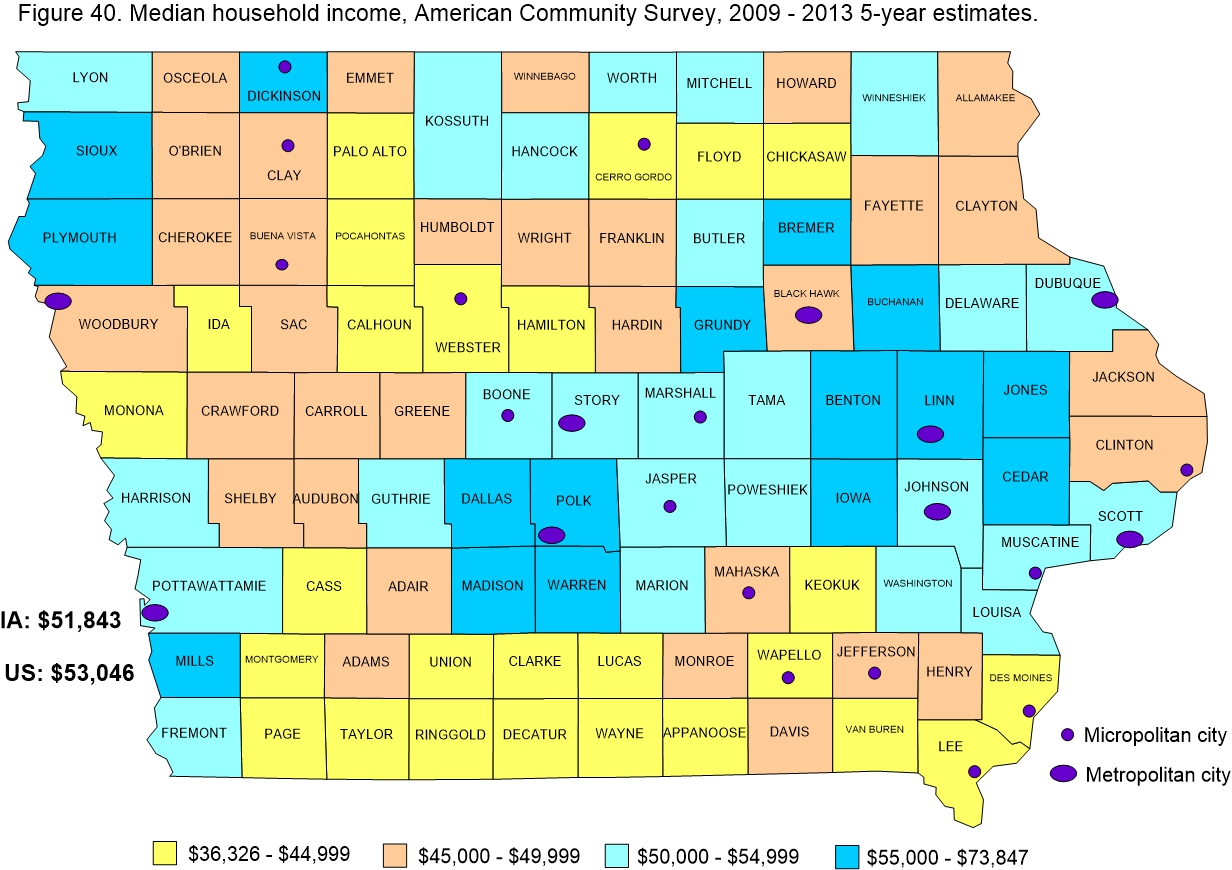 Figure 40. Median household income, American Community Survey, 2009 - 2013 5-year estimates.
LYON OSCEOLA DICKINSON EMMET KOSSUTH WINNEBAGO WORTH MITCHELL HOWARD WINNESHIEK ALLAMAKEE
SIOUX O'BRIEN CLAY PALO ALTO HANCOCK CERRO GORDO FLOYD CHICKASAW
PLYMOUTH CHEROKEE BUENA VISTA POCAHONTAS HUMBOLDT WRIGHT FRANKLIN BUTLER BREMER FAYETTE CLAYTON
WOODBURY IDA SAC CALHOUN WEBSTER HAMILTON HARDIN GRUNDY BLACK HAWK BUCHANAN DELAWARE DUBUQUE
MONONA CRAWFORD CARROLL GREENE BOONE STORY MARSHALL TAMA BENTON LINN JONES JACKSON
CLINTON
HARRISON SHELBY AUDUBON GUTHRIE DALLAS POLK JASPER POWESHIEK IOWA JOHNSON CEDAR SCOTT
MUSCATINE
POTTAWATTAMIE CASS ADAIR MADISON WARREN MARION MAHASKA KEOKUK WASHINGTON LOUISA
IA: $51,843
US: $53,046
MILLS MONTGOMERY ADAMS UNION CLARKE LUCAS MONROE WAPELLO JEFFERSON HENRY DES MOINES
FREMONT PAGE TAYLOR RINGGOLD DECATUR WAYNE APPANOOSE DAVIS VAN BUREN LEE
Micropolitan city
Metropolitan city
$36,326 - $44,999 $45,000 - $49,999 $50,000 - $54,999 $55,000 - $73,847